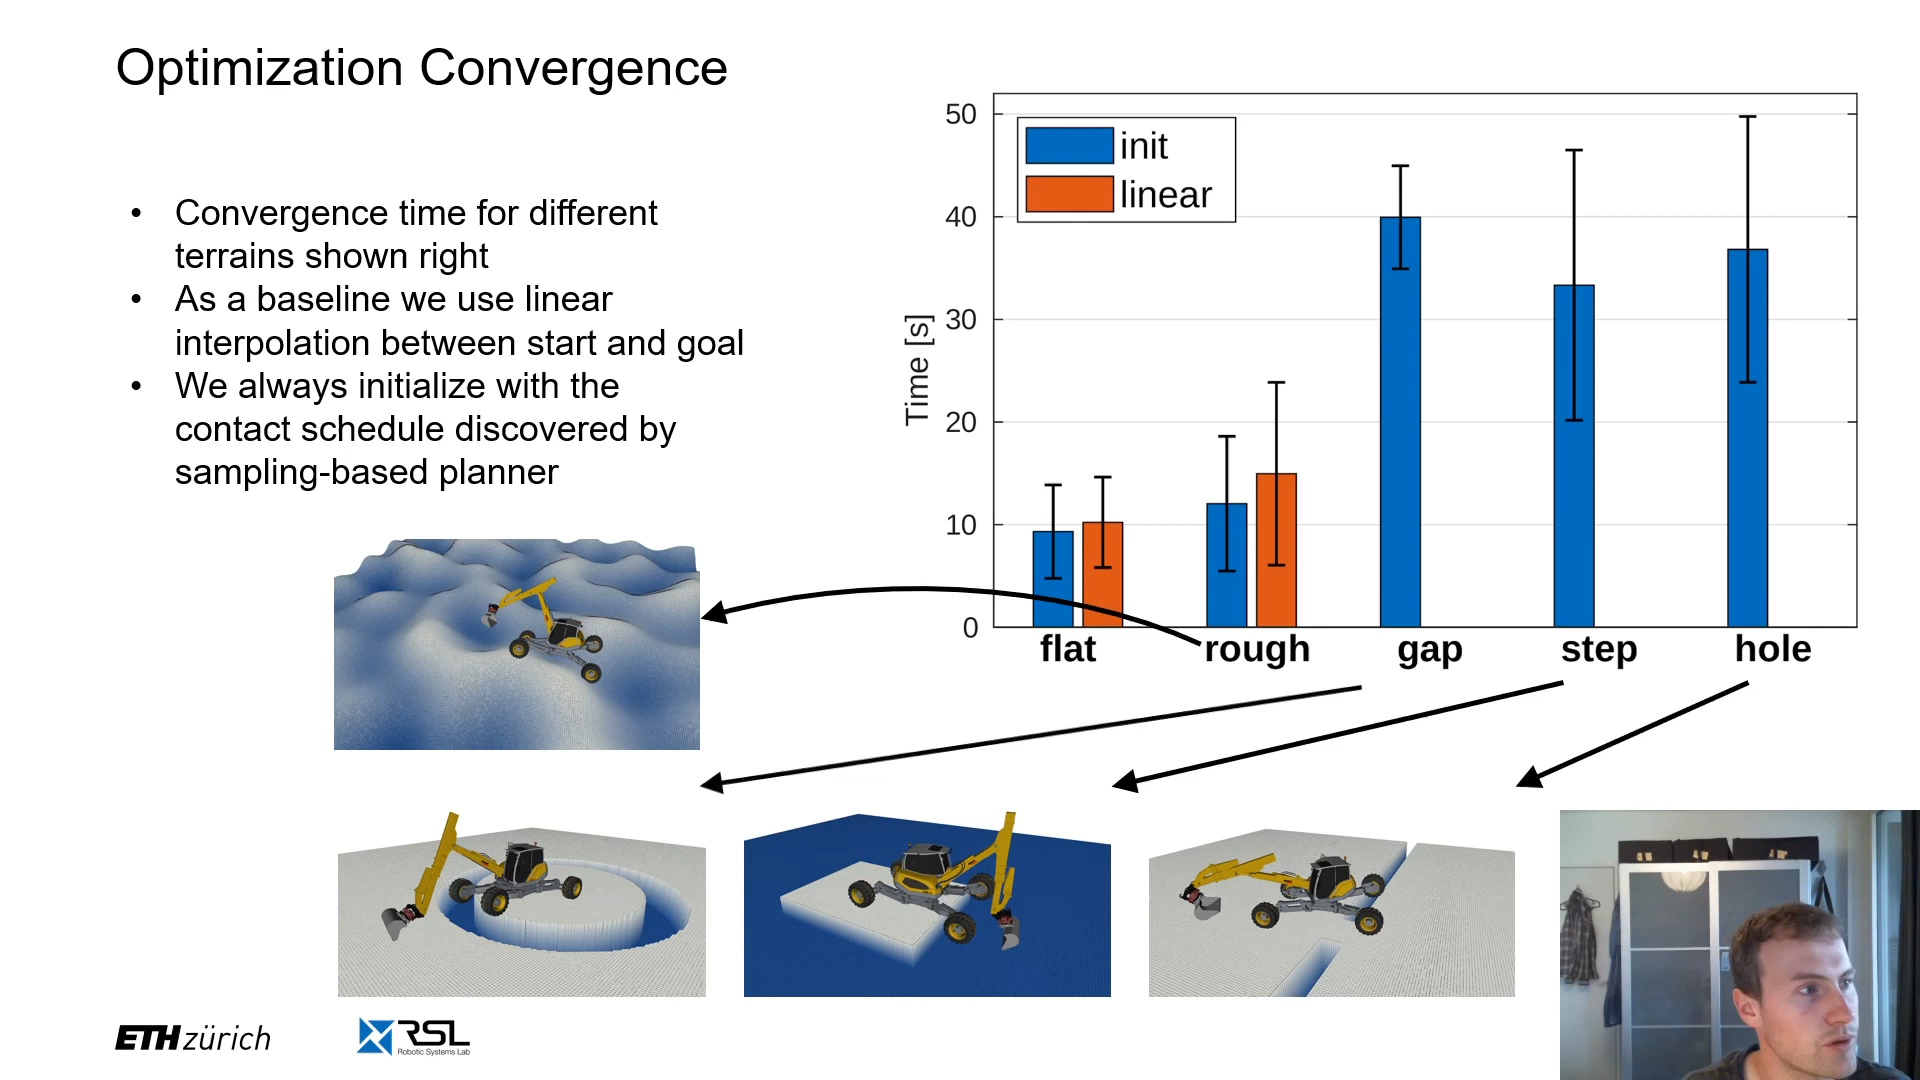 Optimization Convergence
• Convergence time for different
terrains shown right
• As a baseline we use linear
interpolation between start and goal
• We always initialize with the
contact schedule discovered by
sampling-based planner
50
40
30
20
10
0
Time [s]
init
linear
flat
rough
gap
step
hole
ETH zürich
RSL
Robotic Systems Lab